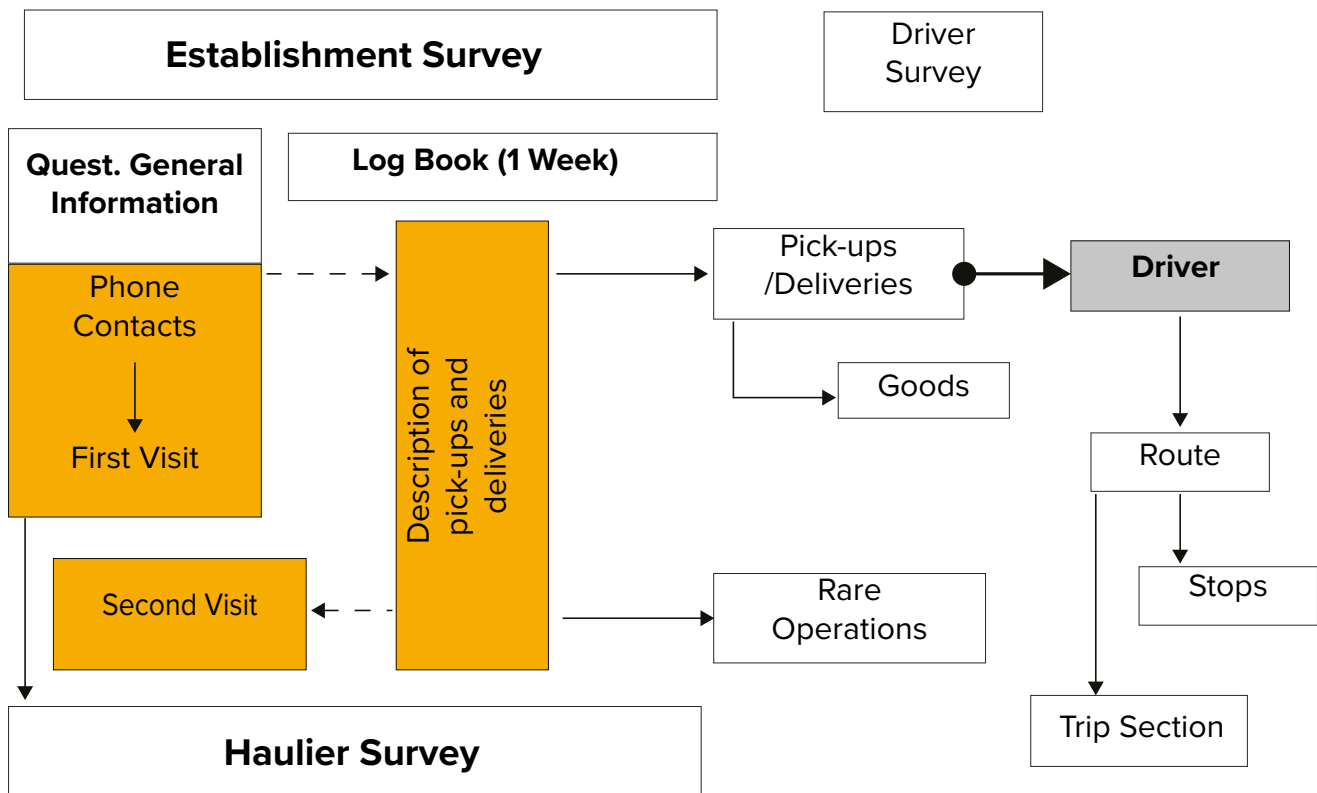 Establishment Survey
Driver
Survey
Quest. General
Information
Log Book (1 Week)
Phone
Contacts
First Visit
Description of
pick-ups and
deliveries
Pick-ups
/Deliveries
Driver
Goods
Route
Second Visit
Rare
Operations
Stops
Trip Section
Haulier Survey